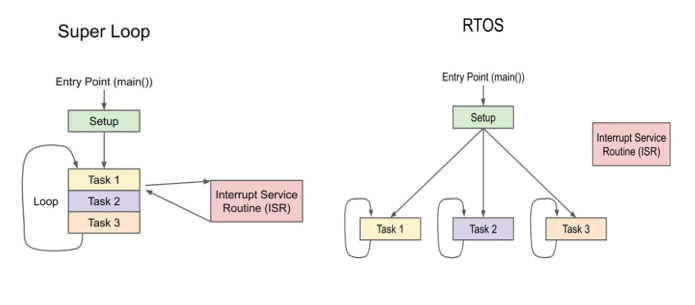 Super Loop
Entry Point (main())
Setup
Loop
Task 1
Task 2
Task 3
Interrupt Service
Routine (ISR)
RTOS
Entry Point (main())
Setup
Interrupt Service
Routine (ISR)
Task 1
Task 2
Task 3